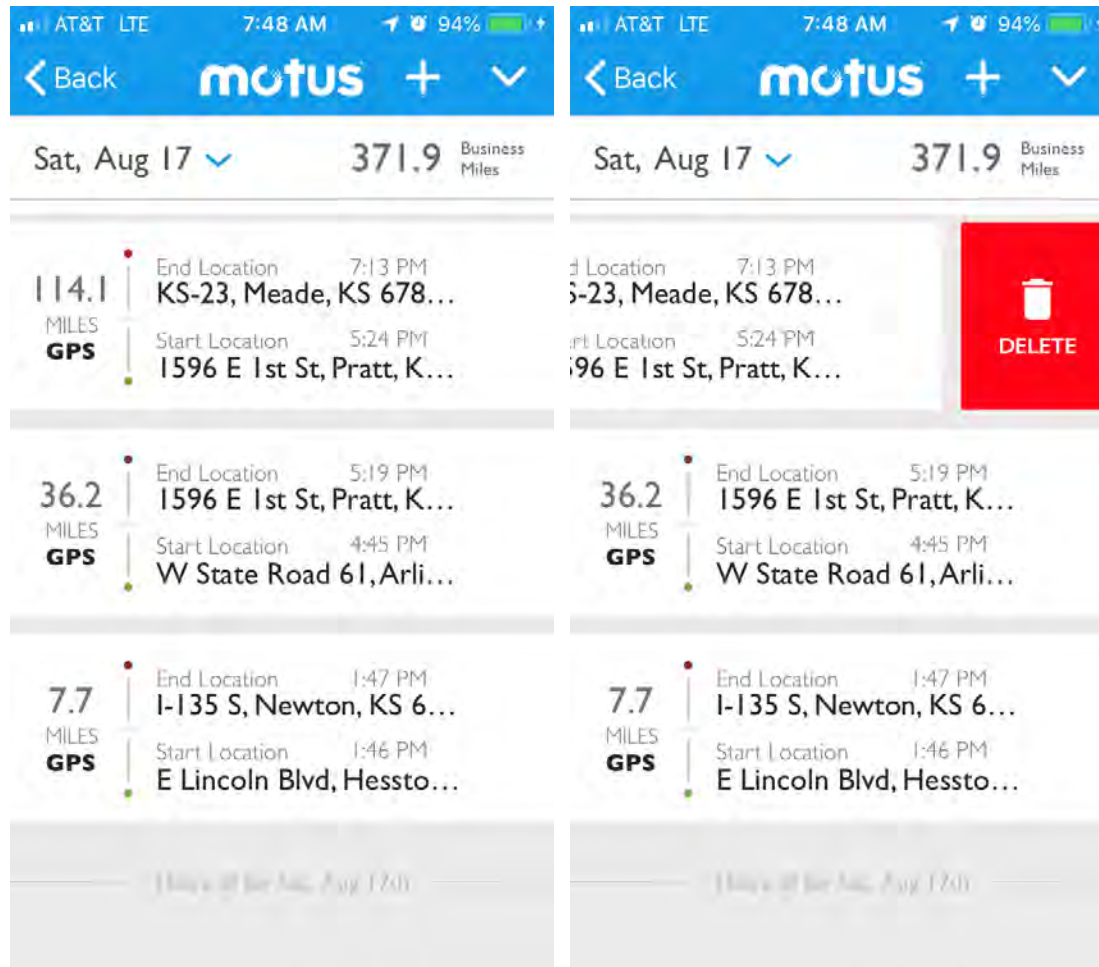 AT&T LTE 7:48 AM 94%
Back motus
Sat, Aug 17 371.9 Business Miles
114.1
MILES
GPS
End Location 7:13 PM
KS-23, Meade, KS 678...
Start Location 5:24 PM
1596 E 1st St, Pratt, K...
36.2
MILES
GPS
End Location 5:19 PM
1596 E 1st St, Pratt, K...
Start Location 4:45 PM
W State Road 61, Arli...
7.7
MILES
GPS
End Location 1:47 PM
I-135 S, Newton, KS 6...
Start Location 1:46 PM
E Lincoln Blvd, Hessto...
Sat, Aug 17th
AT&T LTE 7:48 AM 94%
Back motus
Sat, Aug 17 371.9 Business Miles
d Location 7:13 PM
S-23, Meade, KS 678...
rt Location 5:24 PM
596 E 1st St, Pratt, K...
DELETE
36.2
MILES
GPS
End Location 5:19 PM
1596 E 1st St, Pratt, K...
Start Location 4:45 PM
W State Road 61, Arli...
7.7
MILES
GPS
End Location 1:47 PM
I-135 S, Newton, KS 6...
Start Location 1:46 PM
E Lincoln Blvd, Hessto...
Sat, Aug 17th